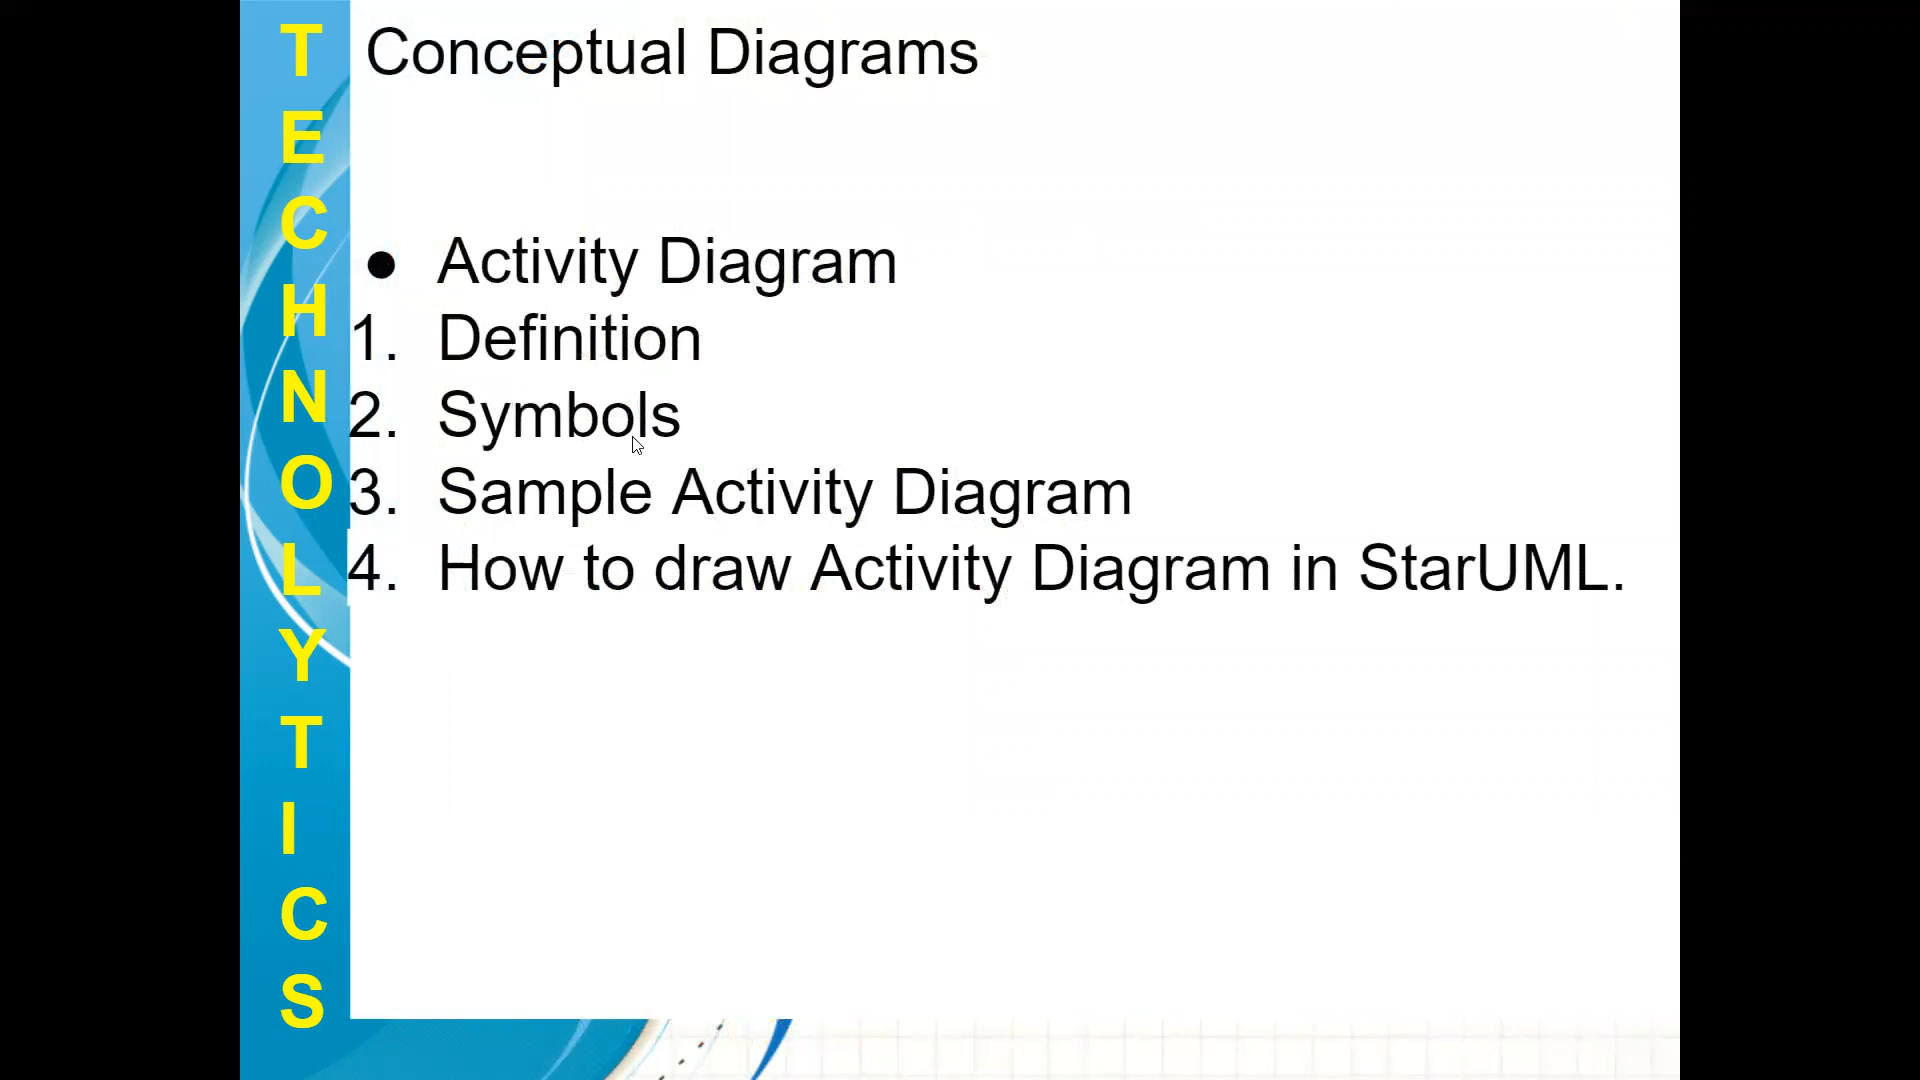 TECHNOLYTICS
Conceptual Diagrams
● Activity Diagram
1. Definition
2. Symbols
3. Sample Activity Diagram
4. How to draw Activity Diagram in StarUML.